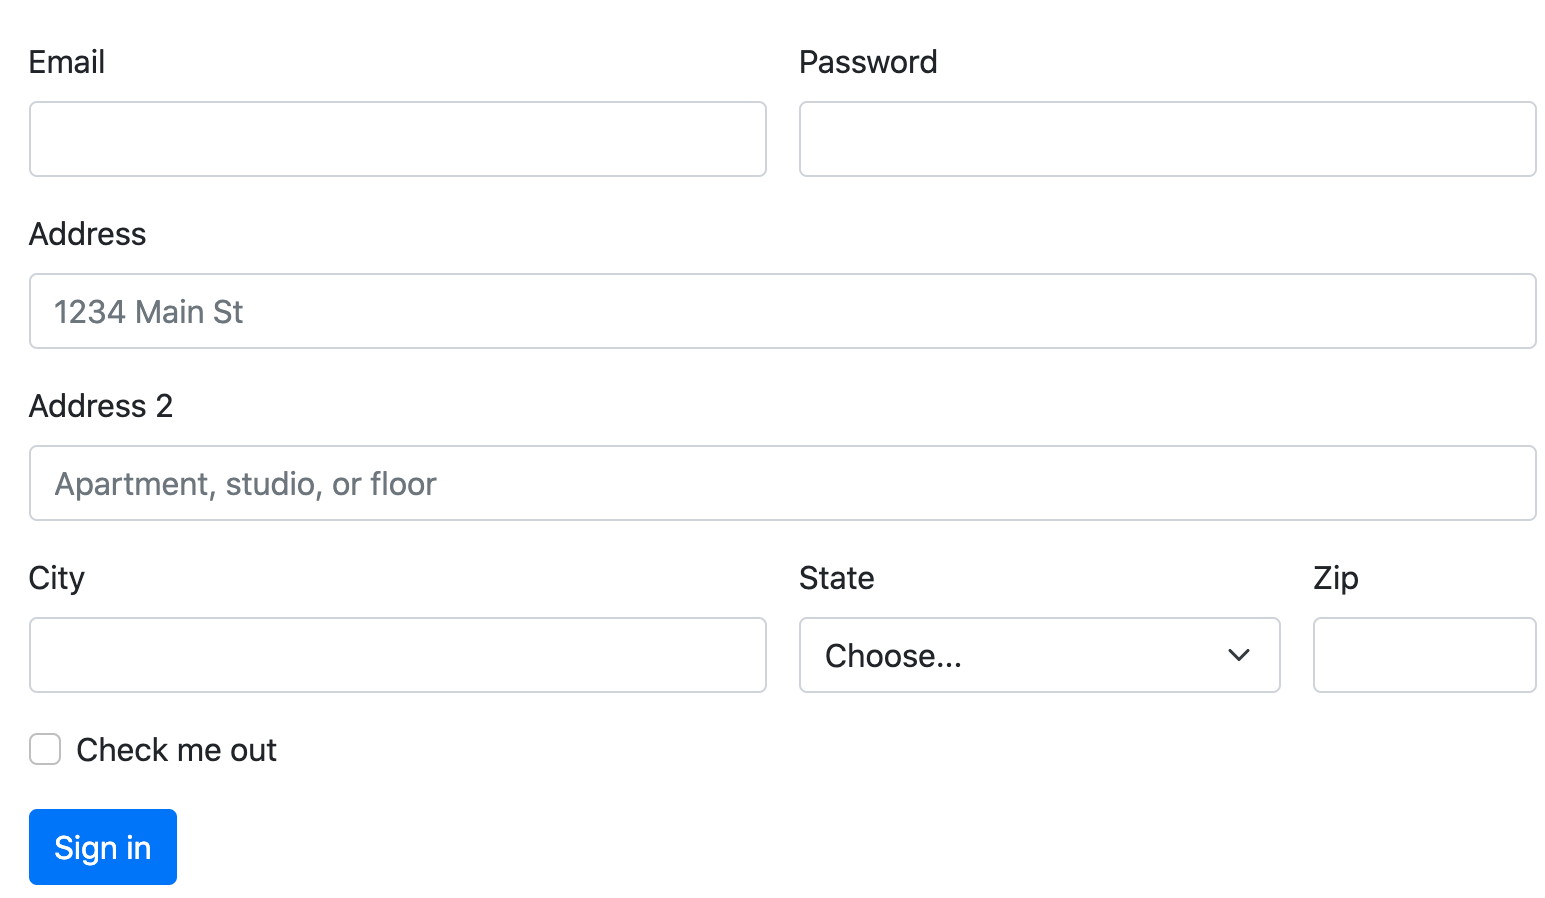 Email Password
1234 Main St
Address
Address 2
Apartment, studio, or floor
City State Zip
Choose...
Check me out
Sign in